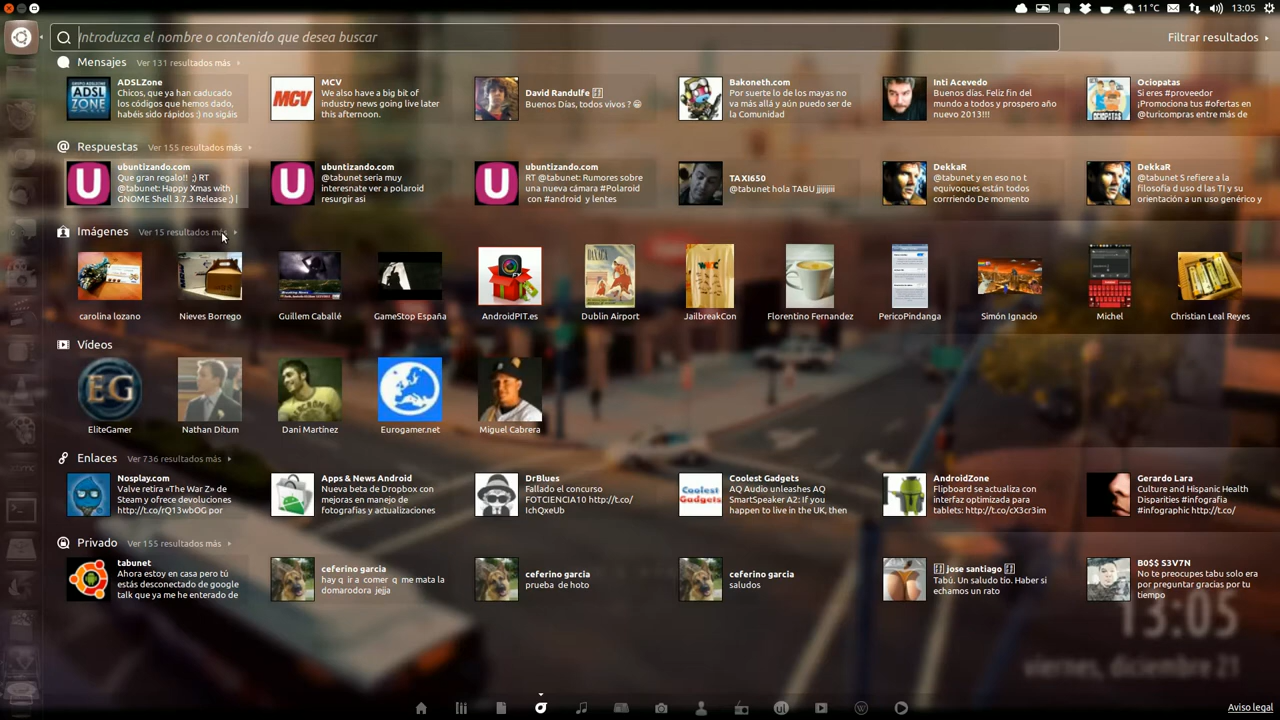 11 °C
13:05
Introduzca el nombre o contenido que desea buscar
Filtrar resultados
Mensajes Ver 131 resultados más
ADSLZone
Chicos, que ya han caducado
los códigos que hemos dado,
habéis sido rápidos :) no sigáis
MCV
We also have a big bit of
industry news going live later
this afternoon.
David Randulfe
Buenos Días, todos vivos ? 😁
Bakoneth.com
Por suerte lo de los mayas no
va más allá y aún puedo ser de
la Comunidad
Inti Acevedo
Buenos días. Feliz fin del
mundo a todos y prospero año
nuevo 2013!!!
Ociopatas
Si eres #proveedor
¡Promociona tus #ofertas en
@turicompras entre más de
Respuestas Ver 155 resultados más
ubuntizando.com
Que gran regalo!! ;) RT
@tabunet: Happy Xmas with
GNOME Shell 3.7.3 Release ;) |
ubuntizando.com
@tabunet seria muy
interesnate ver a polaroid
resurgir asi
ubuntizando.com
RT @tabunet: Rumores sobre
una nueva cámara #Polaroid
con #android y lentes
TAXI650
@tabunet hola TABU jjjijjiii
DekkaR
@tabunet y en eso no t
equivoques están todos
corrriendo De momento
DekkaR
@tabunet S refiere a la
filosofía d uso d las TI y su
orientación a un uso genérico y
Imágenes Ver 15 resultados más
carolina lozano
Nieves Borrego
Guillem Caballé
GameStop España
AndroidPIT.es
Dublin Airport
JailbreakCon
Florentino Fernandez
PericoPindanga
Simón Ignacio
Michel
Christian Leal Reyes
Vídeos
EliteGamer
Nathan Ditum
Dani Martínez
Eurogamer.net
Miguel Cabrera
Enlaces Ver 736 resultados más
Nosplay.com
Valve retira «The War Z» de
Steam y ofrece devoluciones
http://t.co/rQ13wbOG por
Apps & News Android
Nueva beta de Dropbox con
mejoras en manejo de
fotografías y actualizaciones
DrBlues
Fallado el concurso
FOTCIENCIA10 http://t.co/
IchQxeUb
Coolest Gadgets
AQ Audio unleashes AQ
SmartSpeaker A2: If you
happen to live in the UK, then
AndroidZone
Flipboard se actualiza con
interfaz optimizada para
tablets: http://t.co/cX3cr3im
Gerardo Lara
Culture and Hispanic Health
Disparities #infografia
#infographic http://t.co/
Privado Ver 155 resultados más
tabunet
Ahora estoy en casa pero tú
estás desconectado de google
talk que ya me he enterado de
ceferino garcia
hay q ir a comer q me mata la
domarodora jejja
ceferino garcia
prueba de hoto
ceferino garcia
saludos
jose santiago
Tabú. Un saludo tío. Haber si
echamos un rato
B0$$ S3V7N
No te preocupes tabu solo era
por preguntar gracias por tu
tiempo
13:05
viernes, diciembre 21
Aviso legal